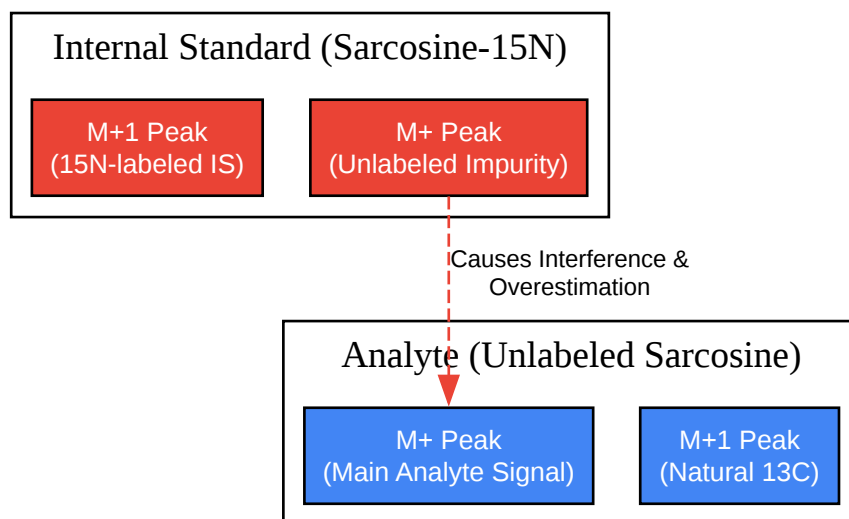 Internal Standard (Sarcosine-15N)
M+1 Peak
(15N-labeled IS)
M+ Peak
(Unlabeled Impurity)
Causes Interference &
Overestimation
Analyte (Unlabeled Sarcosine)
M+ Peak
(Main Analyte Signal)
M+1 Peak
(Natural 13C)